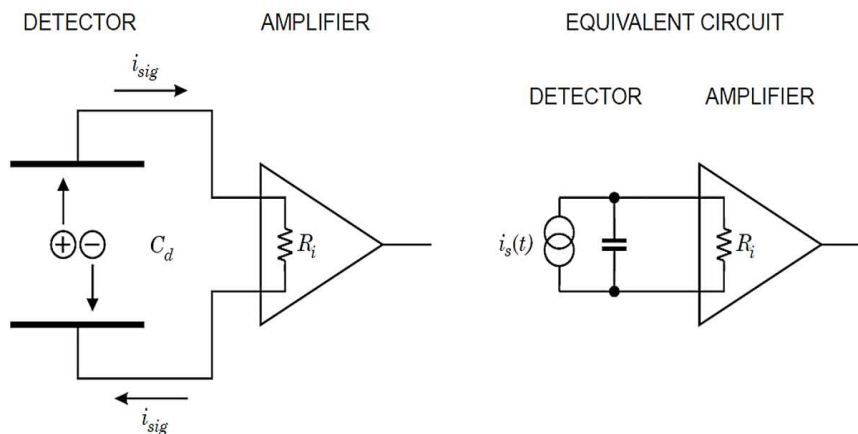 DETECTOR AMPLIFIER EQUIVALENT CIRCUIT
i_sig
DETECTOR AMPLIFIER
+ − C_d R_i i_s(t) R_i
i_sig